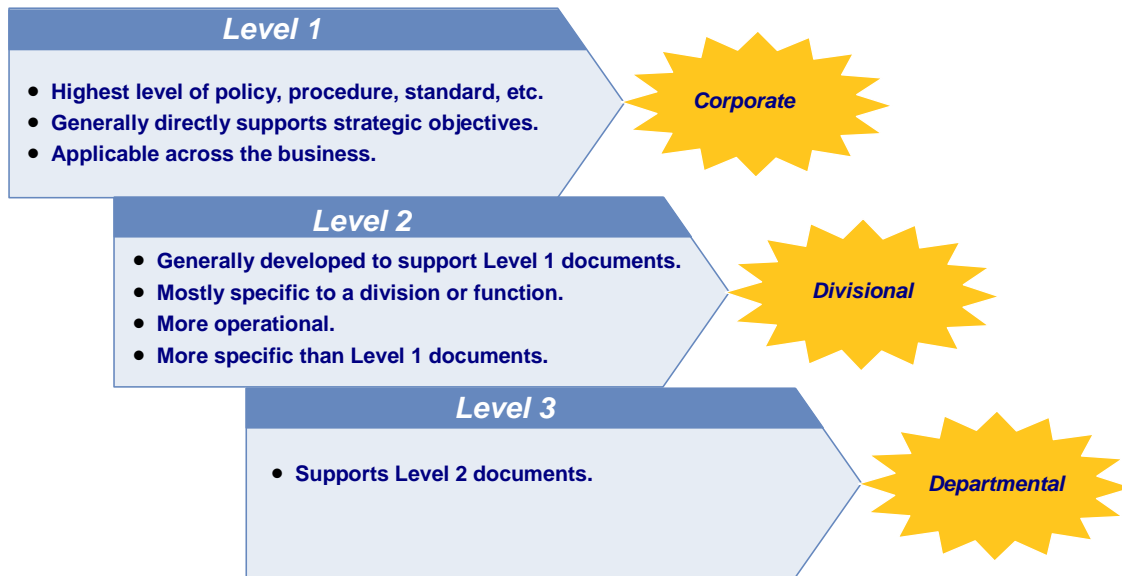 Level 1
• Highest level of policy, procedure, standard, etc.
• Generally directly supports strategic objectives.
• Applicable across the business.
Corporate
Level 2
• Generally developed to support Level 1 documents.
• Mostly specific to a division or function.
• More operational.
• More specific than Level 1 documents.
Divisional
Level 3
• Supports Level 2 documents.
Departmental